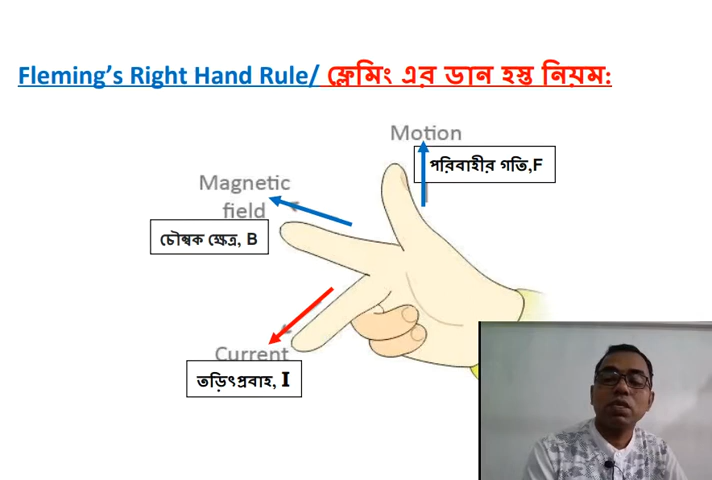 Fleming's Right Hand Rule/ ফ্লেমিং এর ডান হস্ত নিয়ম:
Motion
পরিবাহীর গতি,F
Magnetic
field
চৌম্বক ক্ষেত্র, B
Current
তড়িৎপ্রবাহ, I